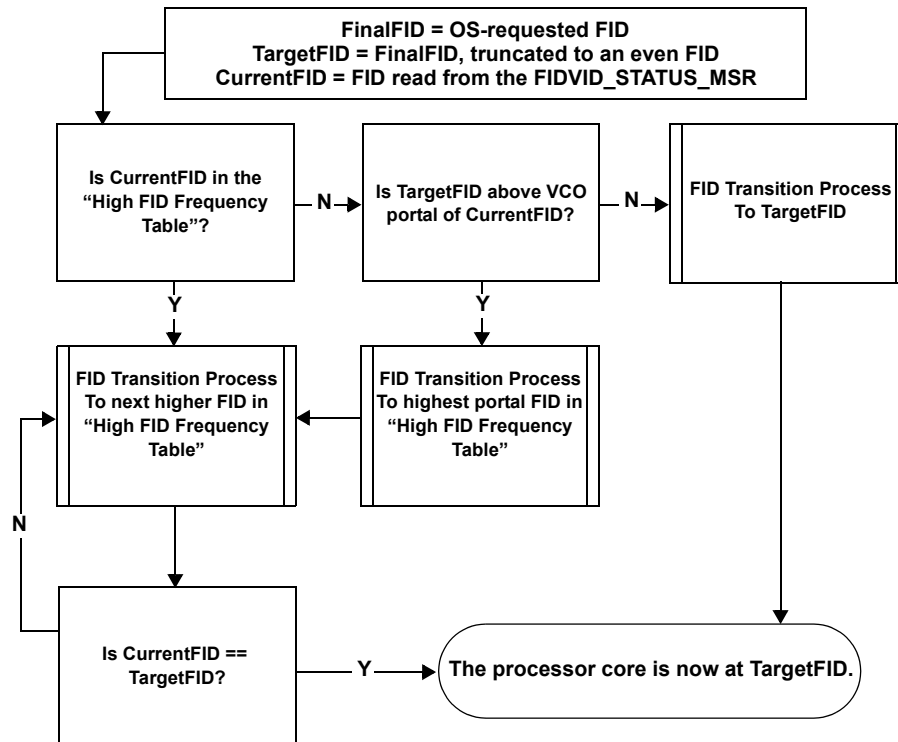 FinalFID = OS-requested FID
TargetFID = FinalFID, truncated to an even FID
CurrentFID = FID read from the FIDVID_STATUS_MSR
Is CurrentFID in the
“High FID Frequency
Table”?
N
Is TargetFID above VCO
portal of CurrentFID?
N
FID Transition Process
To TargetFID
Y
Y
FID Transition Process
To next higher FID in
“High FID Frequency
Table”
FID Transition Process
To highest portal FID in
“High FID Frequency
Table”
N
Is CurrentFID ==
TargetFID?
Y
The processor core is now at TargetFID.